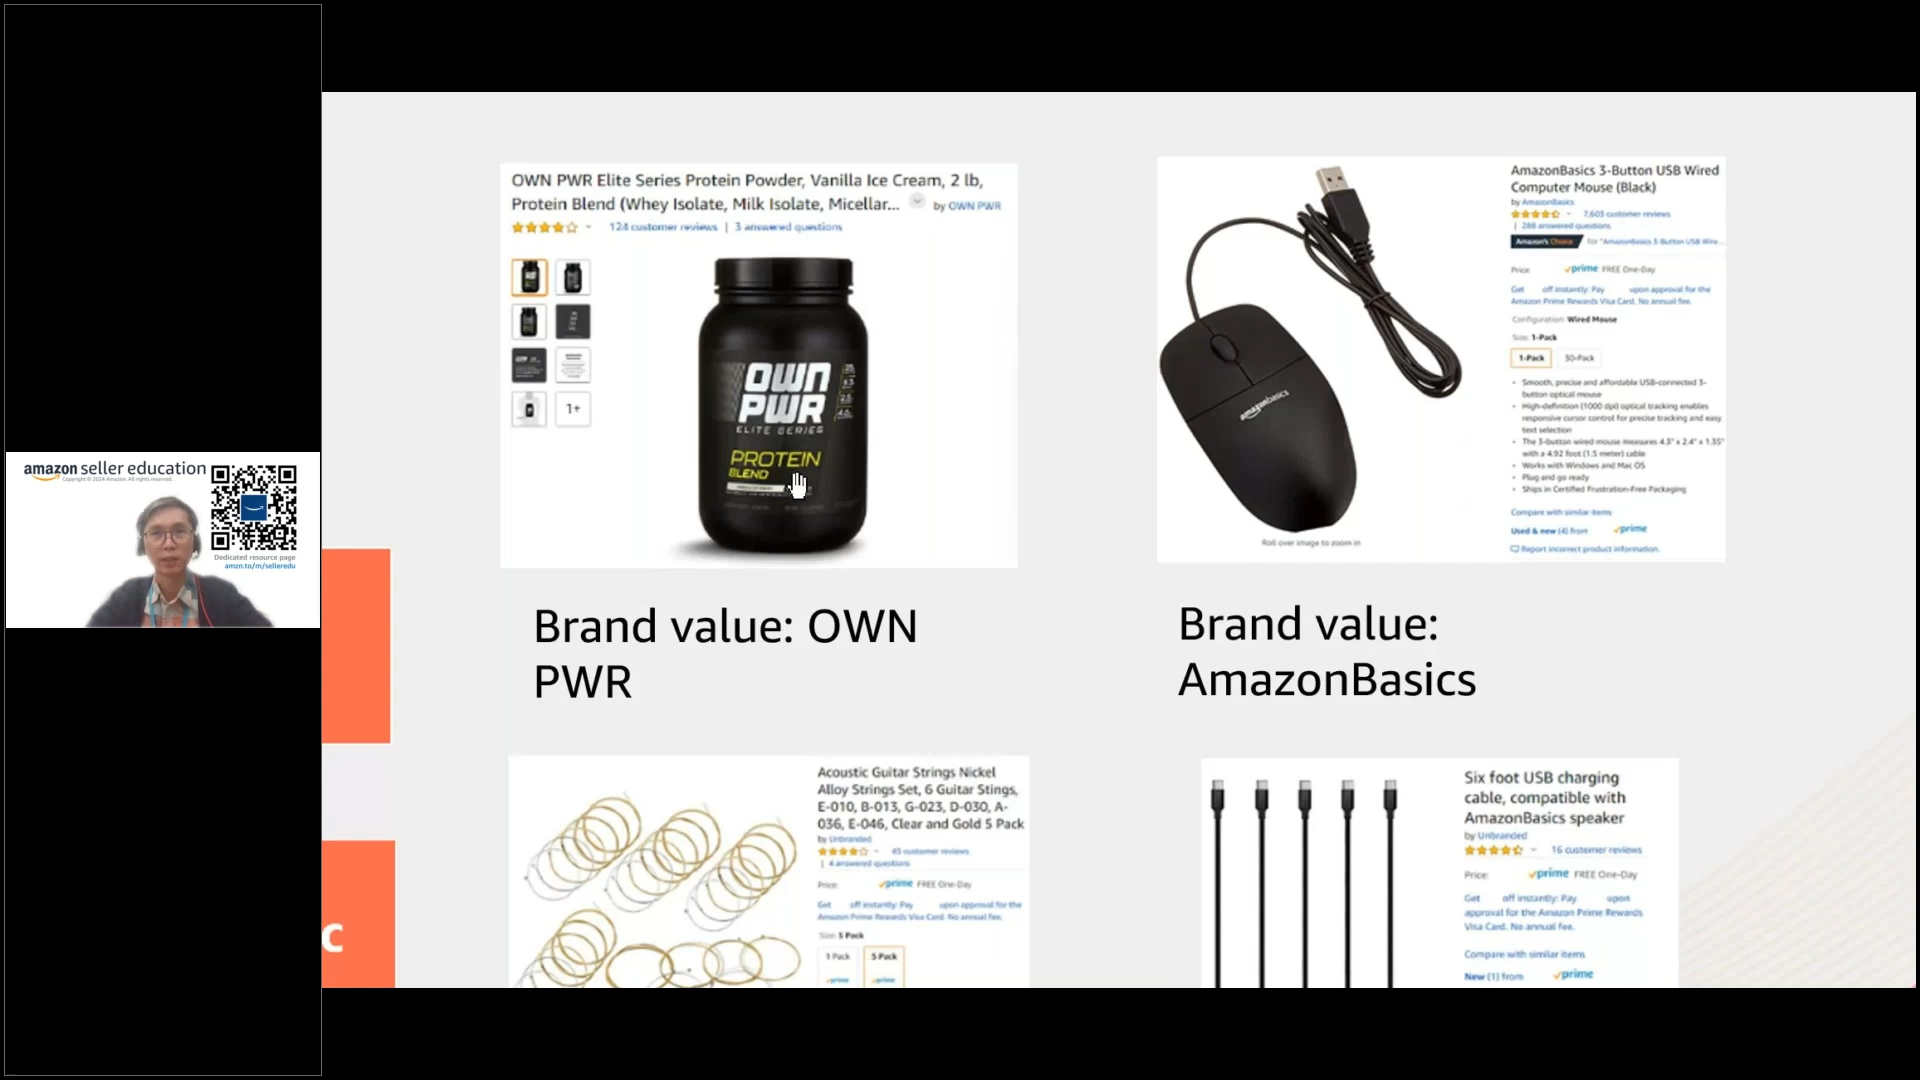 amazon seller education
Copyright © 2024 Amazon. All rights reserved.
Dedicated resource page
amzn.to/m/selleredu
OWN PWR Elite Series Protein Powder, Vanilla Ice Cream, 2 lb,
Protein Blend (Whey Isolate, Milk Isolate, Micellar... by OWN PWR
124 customer reviews | 3 answered questions
1+
OWN
PWR
ELITE SERIES
PROTEIN
BLEND
Brand value: OWN
PWR
amazonbasics
Roll over image to zoom in
AmazonBasics 3-Button USB Wired
Computer Mouse (Black)
by AmazonBasics
7,603 customer reviews
| 288 answered questions
Amazon's Choice for "AmazonBasics 3-Button USB Wire...
Price prime FREE One-Day
Get off instantly: Pay upon approval for the
Amazon Prime Rewards Visa Card. No annual fee.
Configuration: Wired Mouse
Size: 1-Pack
1-Pack 30-Pack
• Smooth, precise and affordable USB-connected 3-
button optical mouse
• High-definition (1000 dpi) optical tracking enables
responsive cursor control for precise tracking and easy
text selection
• The 3-button wired mouse measures 4.3" x 2.4" x 1.35"
with a 4.92 foot (1.5 meter) cable
• Works with Windows and Mac OS
• Plug and go ready
• Ships in Certified Frustration-Free Packaging
Compare with similar items
Used & new (4) from prime
Report incorrect product information.
Brand value:
AmazonBasics
c
Acoustic Guitar Strings Nickel
Alloy Strings Set, 6 Guitar Stings,
E-010, B-013, G-023, D-030, A-
036, E-046, Clear and Gold 5 Pack
by Unbranded
43 customer reviews
| 4 answered questions
Price: prime FREE One-Day
Get off instantly: Pay upon approval for the
Amazon Prime Rewards Visa Card. No annual fee.
Size: 5 Pack
1 Pack 5 Pack
prime prime
Six foot USB charging
cable, compatible with
AmazonBasics speaker
by Unbranded
16 customer reviews
Price: prime FREE One-Day
Get off instantly: Pay upon
approval for the Amazon Prime Rewards
Visa Card. No annual fee.
Compare with similar items
New (1) from prime